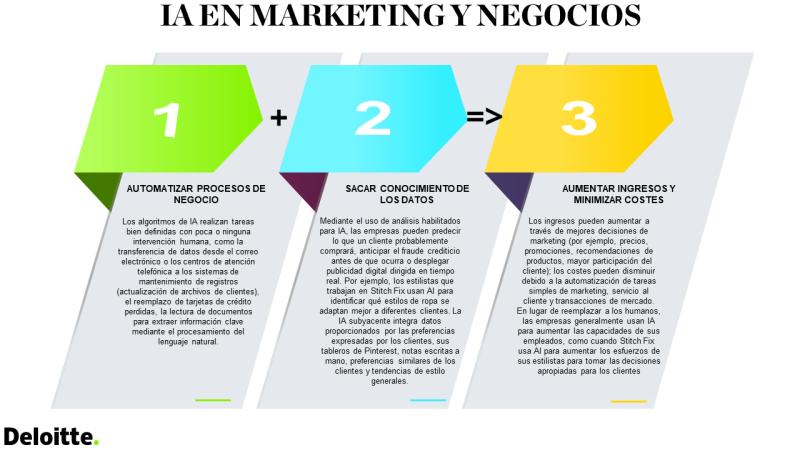 IA EN MARKETING Y NEGOCIOS
1
+
2
=>
3
AUTOMATIZAR PROCESOS DE
NEGOCIO
Los algoritmos de IA realizan tareas
bien definidas con poca o ninguna
intervención humana, como la
transferencia de datos desde el correo
electrónico o los centros de atención
telefónica a los sistemas de
mantenimiento de registros
(actualización de archivos de clientes),
el reemplazo de tarjetas de crédito
perdidas, la lectura de documentos
para extraer información clave
mediante el procesamiento del
lenguaje natural.
SACAR CONOCIMIENTO DE
LOS DATOS
Mediante el uso de análisis habilitados
para IA, las empresas pueden predecir
lo que un cliente probablemente
comprará, anticipar el fraude crediticio
antes de que ocurra o desplegar
publicidad digital dirigida en tiempo
real. Por ejemplo, los estilistas que
trabajan en Stitch Fix usan AI para
identificar qué estilos de ropa se
adaptan mejor a diferentes clientes. La
IA subyacente integra datos
proporcionados por las preferencias
expresadas por los clientes, sus
tableros de Pinterest, notas escritas a
mano, preferencias similares de los
clientes y tendencias de estilo
generales.
AUMENTAR INGRESOS Y
MINIMIZAR COSTES
Los ingresos pueden aumentar a
través de mejores decisiones de
marketing (por ejemplo, precios,
promociones, recomendaciones de
productos, mayor participación del
cliente); los costes pueden disminuir
debido a la automatización de tareas
simples de marketing, servicio al
cliente y transacciones de mercado.
En lugar de reemplazar a los humanos,
las empresas generalmente usan IA
para aumentar las capacidades de sus
empleados, como cuando Stitch Fix
usa AI para aumentar los esfuerzos de
sus estilistas para tomar las decisiones
apropiadas para los clientes
Deloitte.